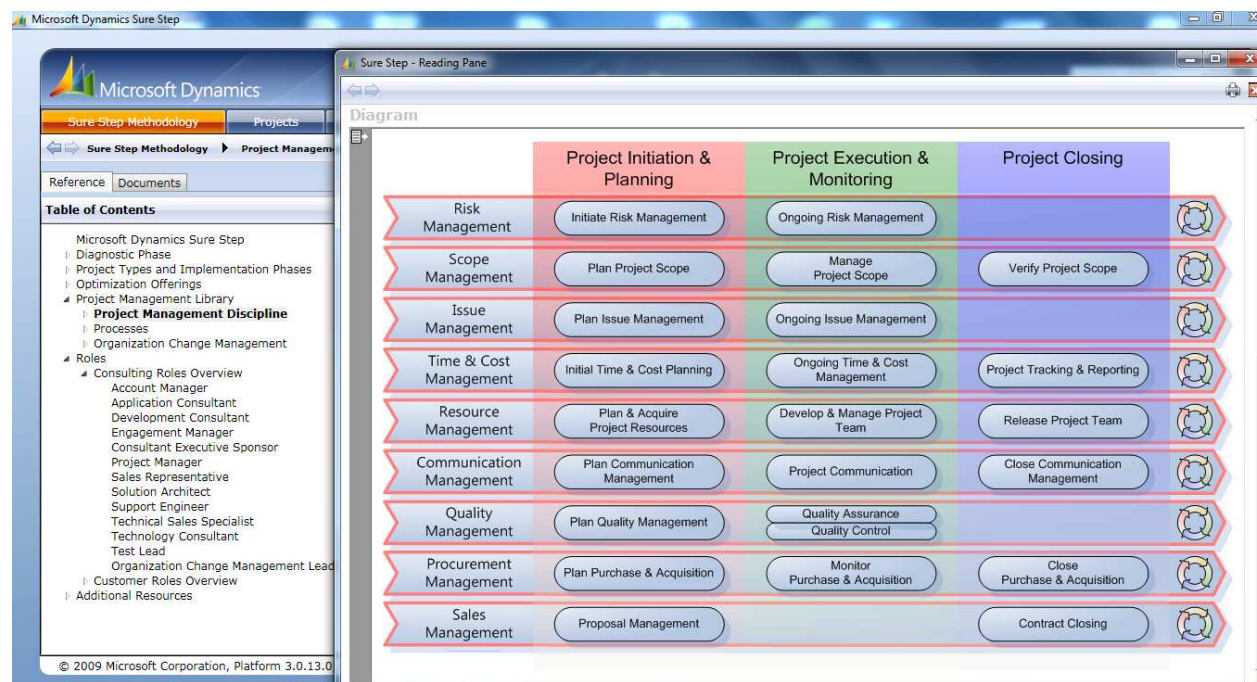 Microsoft Dynamics Sure Step
Microsoft Dynamics
Sure Step Methodology
Projects
Sure Step Methodology
Project Managem
Reference
Documents
Table of Contents
Microsoft Dynamics Sure Step
Diagnostic Phase
Project Types and Implementation Phases
Optimization Offerings
Project Management Library
Project Management Discipline
Processes
Organization Change Management
Roles
Consulting Roles Overview
Account Manager
Application Consultant
Development Consultant
Engagement Manager
Consultant Executive Sponsor
Project Manager
Sales Representative
Solution Architect
Support Engineer
Technical Sales Specialist
Technology Consultant
Test Lead
Organization Change Management Lead
Customer Roles Overview
Additional Resources
© 2009 Microsoft Corporation, Platform 3.0.13.0
Sure Step - Reading Pane
Diagram
Project Initiation &
Planning
Project Execution &
Monitoring
Project Closing
Risk
Management
Initiate Risk Management
Ongoing Risk Management
Scope
Management
Plan Project Scope
Manage
Project Scope
Verify Project Scope
Issue
Management
Plan Issue Management
Ongoing Issue Management
Time & Cost
Management
Initial Time & Cost Planning
Ongoing Time & Cost
Management
Project Tracking & Reporting
Resource
Management
Plan & Acquire
Project Resources
Develop & Manage Project
Team
Release Project Team
Communication
Management
Plan Communication
Management
Project Communication
Close Communication
Management
Quality
Management
Plan Quality Management
Quality Assurance
Quality Control
Procurement
Management
Plan Purchase & Acquisition
Monitor
Purchase & Acquisition
Close
Purchase & Acquisition
Sales
Management
Proposal Management
Contract Closing